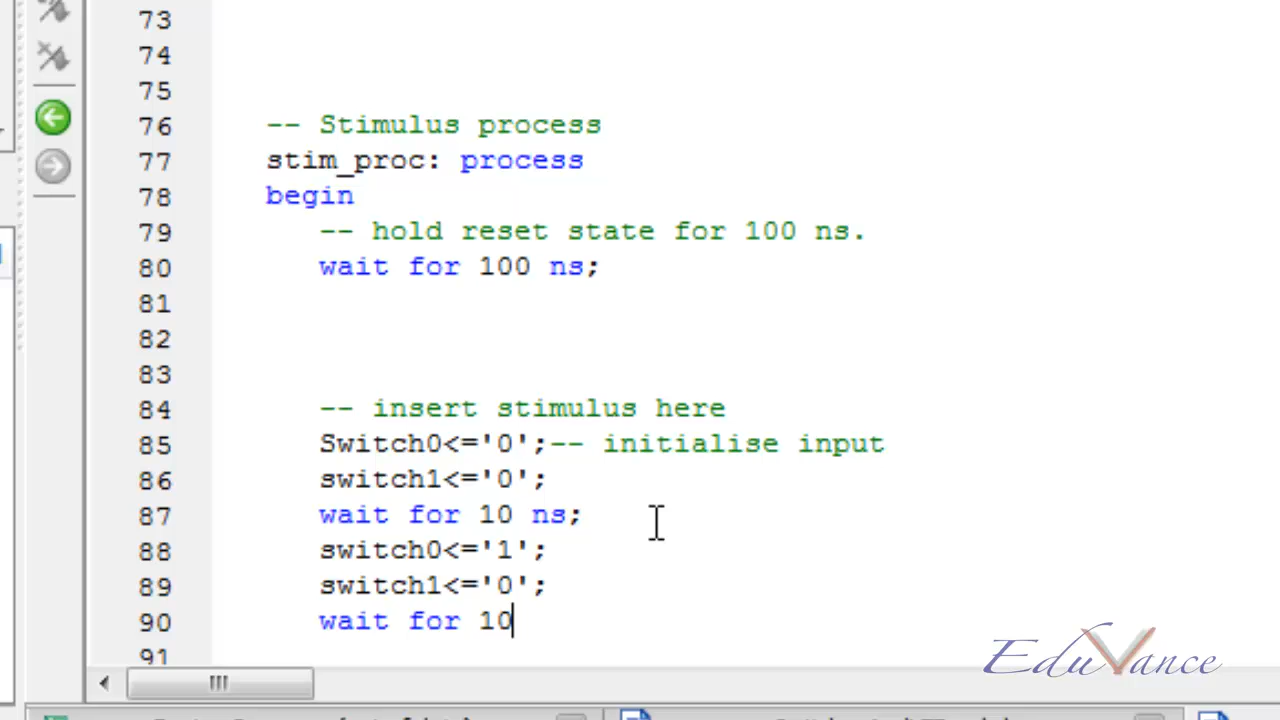 73
74
75
76 -- Stimulus process
77 stim_proc: process
78 begin
79 -- hold reset state for 100 ns.
80 wait for 100 ns;
81
82
83
84 -- insert stimulus here
85 Switch0<='0';-- initialise input
86 switch1<='0';
87 wait for 10 ns;
88 switch0<='1';
89 switch1<='0';
90 wait for 10
91
EduVance